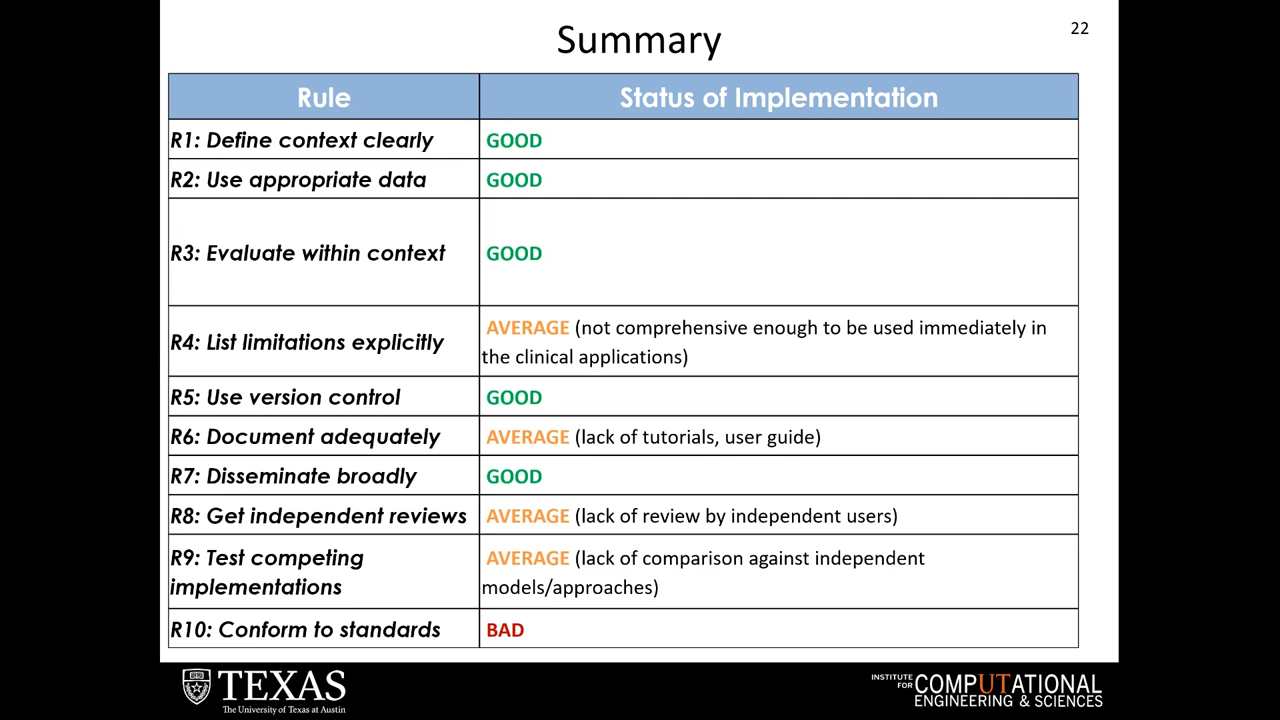 22
Summary
Rule
Status of Implementation
R1: Define context clearly
GOOD
R2: Use appropriate data
GOOD
R3: Evaluate within context
GOOD
R4: List limitations explicitly
AVERAGE (not comprehensive enough to be used immediately in
the clinical applications)
R5: Use version control
GOOD
R6: Document adequately
AVERAGE (lack of tutorials, user guide)
R7: Disseminate broadly
GOOD
R8: Get independent reviews
AVERAGE (lack of review by independent users)
R9: Test competing
implementations
AVERAGE (lack of comparison against independent
models/approaches)
R10: Conform to standards
BAD
TEXAS
The University of Texas at Austin
INSTITUTE
FOR
COMPUTATIONAL
ENGINEERING & SCIENCES